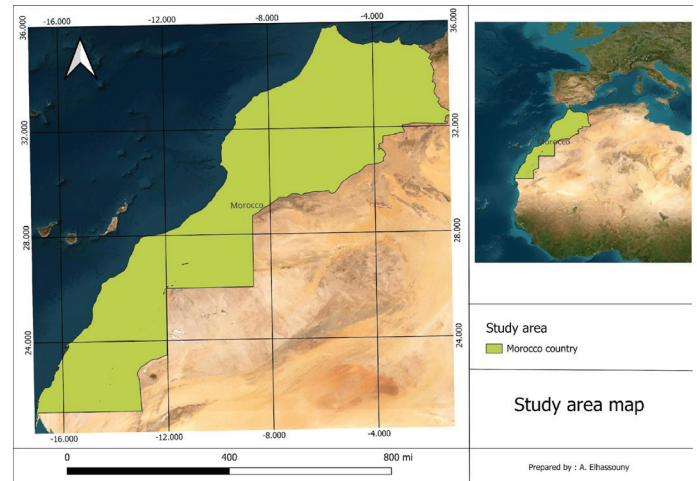 -16.000 -12.000 -8.000 -4.000
36.000 36.000
32.000 32.000
Morocco
28.000 28.000
24.000 24.000
-16.000 -12.000 -8.000 -4.000
0 400 800 mi
Study area
Morocco country
Study area map
Prepared by : A. Elhassouny